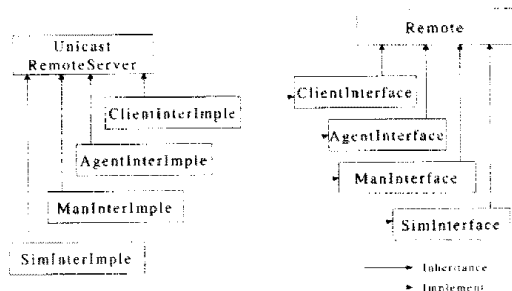 Unicast
RemoteServer
ClientInterImple
AgentInterImple
ManInterImple
SimInterImple
Remote
ClientInterface
AgentInterface
ManInterface
SimInterface
Inheritance
Implement